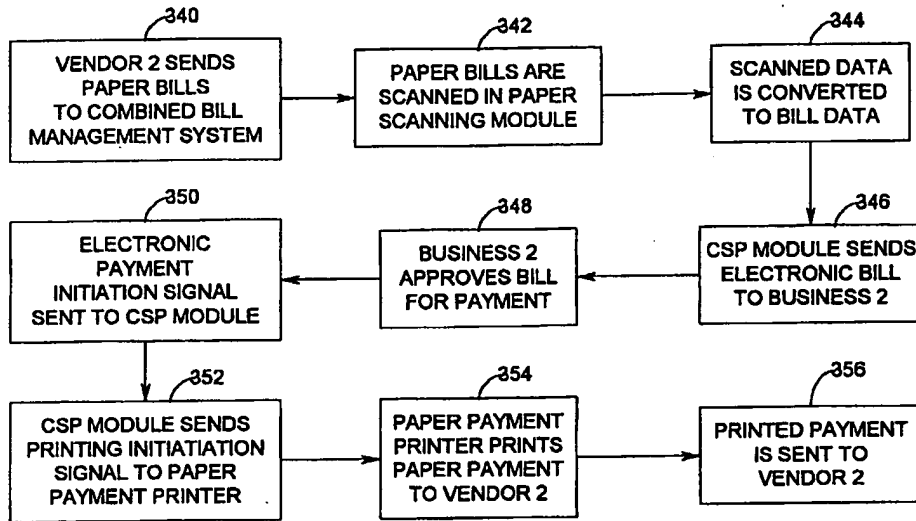 340
VENDOR 2 SENDS
PAPER BILLS
TO COMBINED BILL
MANAGEMENT SYSTEM
342
PAPER BILLS ARE
SCANNED IN PAPER
SCANNING MODULE
344
SCANNED DATA
IS CONVERTED
TO BILL DATA
346
CSP MODULE SENDS
ELECTRONIC BILL
TO BUSINESS 2
348
BUSINESS 2
APPROVES BILL
FOR PAYMENT
350
ELECTRONIC
PAYMENT
INITIATION SIGNAL
SENT TO CSP MODULE
352
CSP MODULE SENDS
PRINTING INITIATIATION
SIGNAL TO PAPER
PAYMENT PRINTER
354
PAPER PAYMENT
PRINTER PRINTS
PAPER PAYMENT
TO VENDOR 2
356
PRINTED PAYMENT
IS SENT TO
VENDOR 2